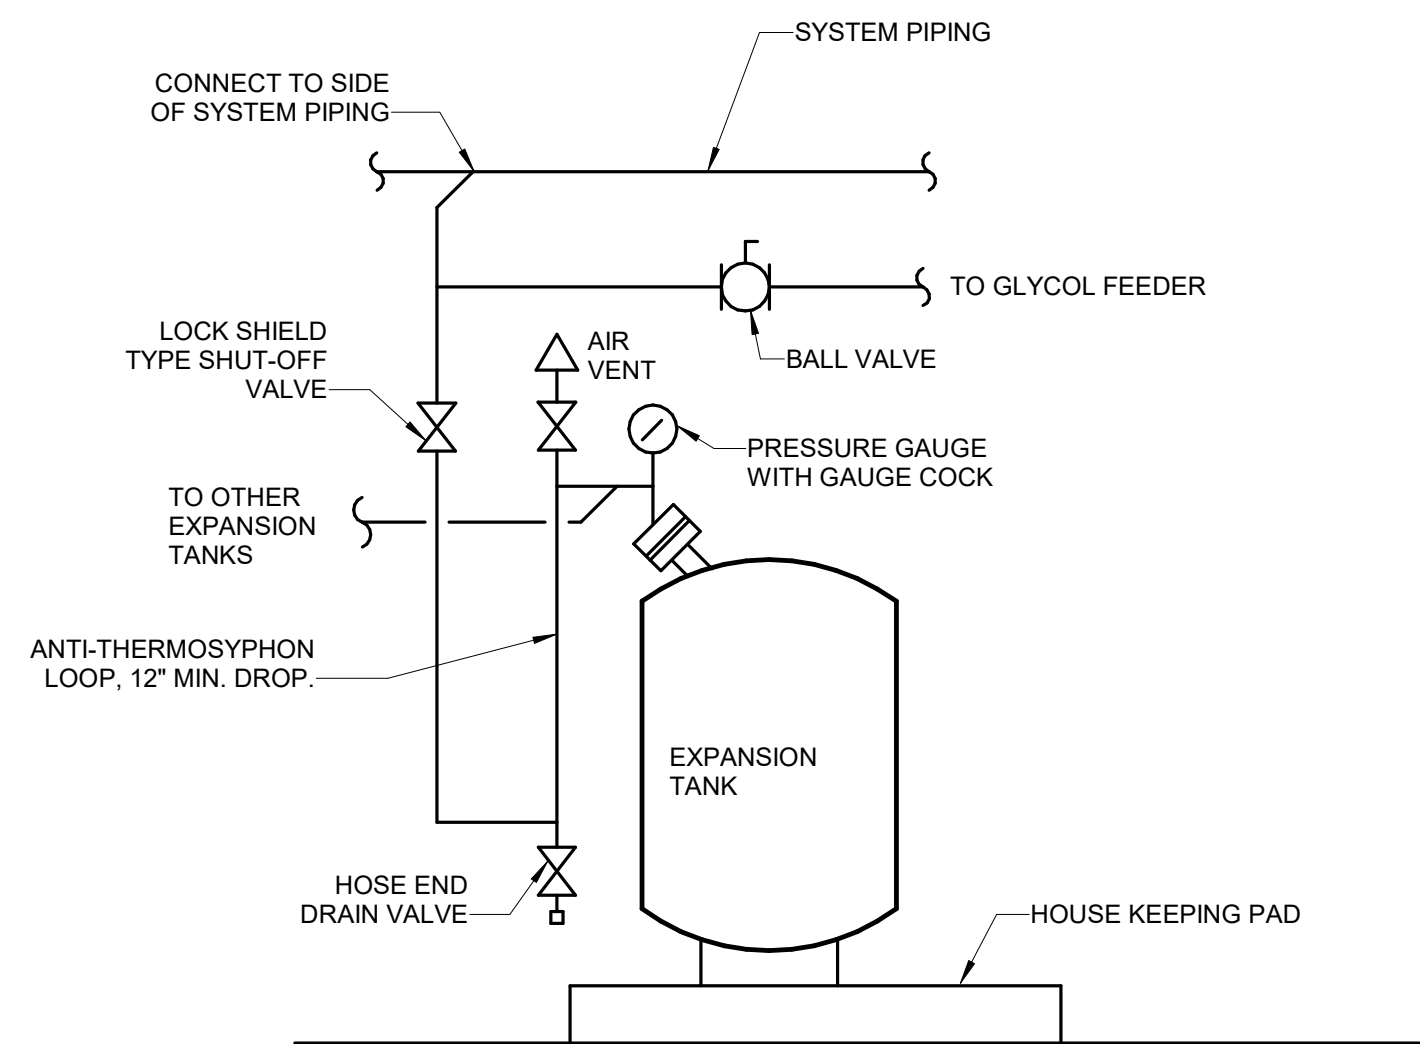 SYSTEM PIPING
CONNECT TO SIDE
OF SYSTEM PIPING
TO GLYCOL FEEDER
LOCK SHIELD
TYPE SHUT-OFF
VALVE
AIR
VENT
BALL VALVE
PRESSURE GAUGE
WITH GAUGE COCK
TO OTHER
EXPANSION
TANKS
ANTI-THERMOSYPHON
LOOP, 12" MIN. DROP.
EXPANSION
TANK
HOSE END
DRAIN VALVE
HOUSE KEEPING PAD